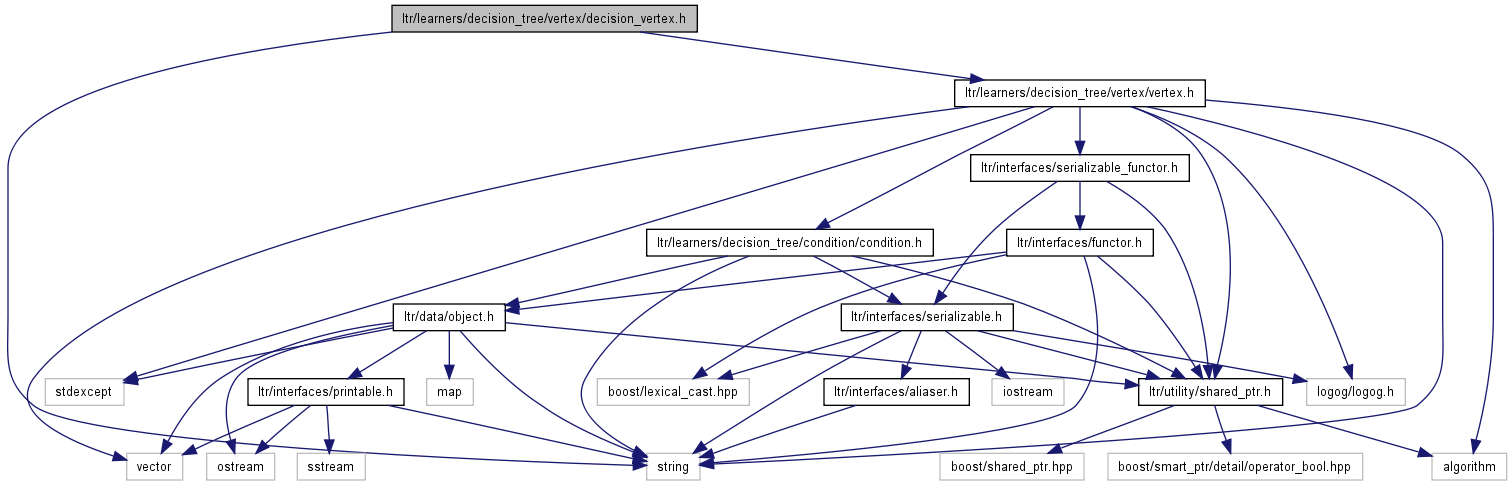 ltr/learners/decision_tree/vertex/decision_vertex.h
ltr/learners/decision_tree/vertex/vertex.h
ltr/interfaces/serializable_functor.h
ltr/learners/decision_tree/condition/condition.h
ltr/interfaces/functor.h
ltr/data/object.h
ltr/interfaces/serializable.h
stdexcept
ltr/interfaces/printable.h
map
boost/lexical_cast.hpp
ltr/interfaces/aliaser.h
iostream
ltr/utility/shared_ptr.h
logog/logog.h
vector
ostream
sstream
string
boost/shared_ptr.hpp
boost/smart_ptr/detail/operator_bool.hpp
algorithm